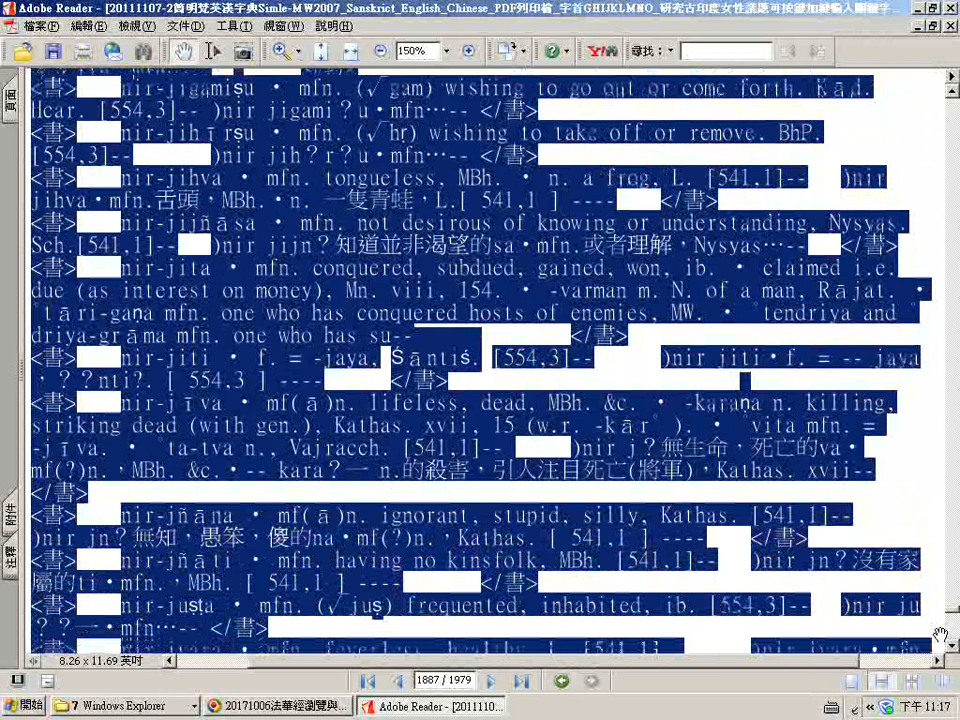 Adobe Reader - [20111107-2簡明梵英漢字典Simle-MW2007_Sanskrict_English_Chinese_PDF列印檔_字首GHIJKLMNO_研究古印度女性
檔案(F) 編輯(E) 檢視(V) 文件(D) 工具(T) 視窗(W) 說明(H)
150% Y! 尋找：
頁面
<書> nir-jigamiṣu • mfn. (√gam) wishing to go out or come forth. Kād.
Hear. [554,3]-- )nir jigami？u•mfn…-- </書>
<書> nir-jihīrṣu • mfn. (√hṛ) wishing to take off or remove. BhP.
[554,3]-- )nir jih？r？u•mfn…-- </書>
<書> nir-jihva • mfn. tongueless, MBh. • n. a frog, L. [541,1]-- )nir
jihva•mfn.舌頭，MBh.•n. 一隻青蛙，L.[ 541,1 ] ---- </書>
<書> nir-jijñāsa • mfn. not desirous of knowing or understanding, Nysyas.
Sch.[541,1]-- )nir jijn？知道並非渴望的sa•mfn.或者理解，Nysyas…-- </書>
<書> nir-jita • mfn. conquered, subdued, gained, won, ib. • claimed i.e.
due (as interest on money), Mn. viii, 154. • -varman m. N. of a man, Rājat. •
°tāri-gaṇa mfn. one who has conquered hosts of enemies, MW. • °tendriya and °
driya-grāma mfn. one who has su-- </書>
<書> nir-jiti • f. = -jaya, Śāntiś. [554,3]-- )nir jiti•f. = -- jaya
，？？nti?. [ 554,3 ] ---- </書>
<書> nir-jīva • mf(ā)n. lifeless, dead, MBh. &c. • -karaṇa n. killing,
striking dead (with gen.), Kathas. xvii, 15 (w.r. -kār°). • °vita mfn. =
-jīva. • °ta-tva n., Vajracch. [541,1]-- )nir j？無生命，死亡的va•
mf(?)n.，MBh. &c.•-- kara？一 n.的殺害，引人注目死亡(將軍)，Kathas. xvii--
</書>
<書> nir-jñāna • mf(ā)n. ignorant, stupid, silly, Kathas. [541,1]--
)nir jn？無知，愚笨，傻的na•mf(?)n.，Kathas. [ 541,1 ] ---- </書>
<書> nir-jñāti • mfn. having no kinsfolk, MBh. [541,1]-- )nir jn？沒有家
屬的ti•mfn.，MBh. [ 541,1 ] ---- </書>
<書> nir-juṣṭa • mfn. (√juṣ) frequented, inhabited, ib. [554,3]-- )nir ju
？？一•mfn…-- </書>
附件
注釋
8.26 x 11.69 英吋
1887 / 1979
開始 7 Windows Explorer 20171006法華經瀏覽與... Adobe Reader - [2011110... 下午 11:17